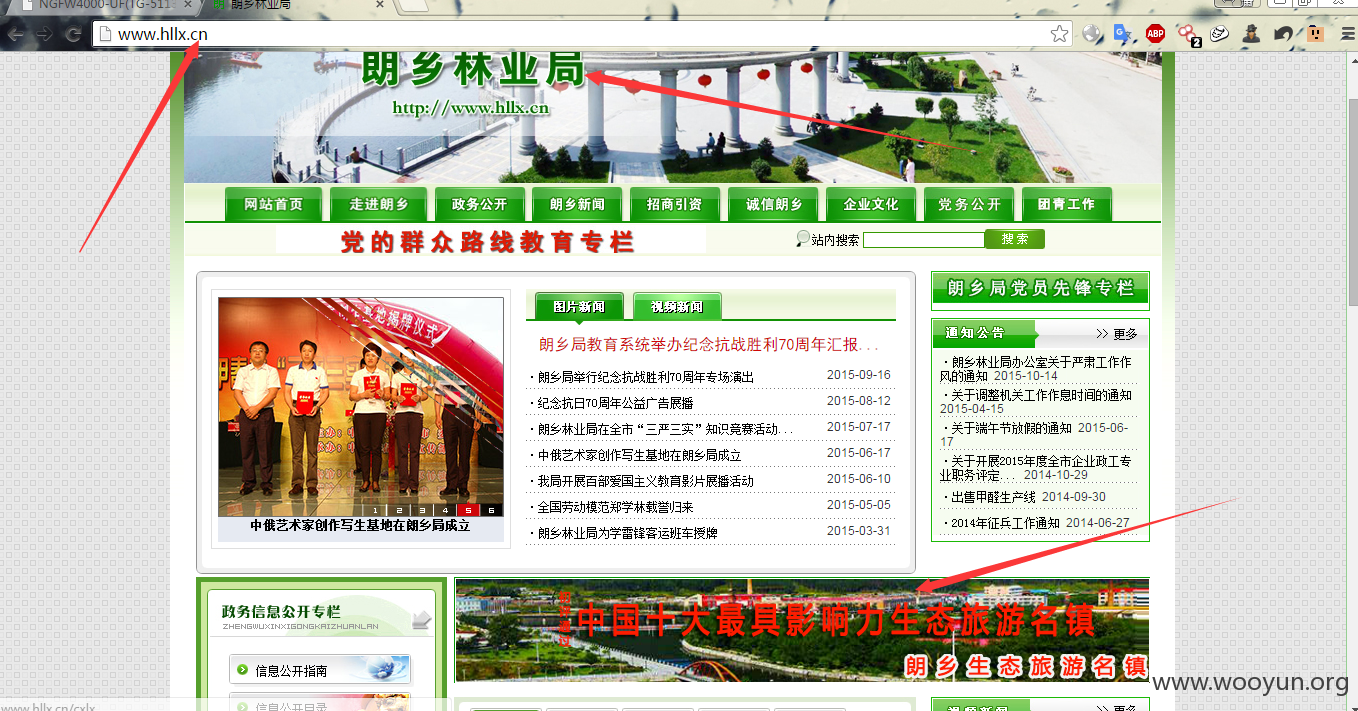 NGFW4000-UF(TG-511
朗乡林业局
www.hllx.cn
ABP
2
朗乡林业局
http://www.hllx.cn
网站首页 走进朗乡 政务公开 朗乡新闻 招商引资 诚信朗乡 企业文化 党务公开 团青工作
党的群众路线教育专栏
站内搜索 搜索
图片新闻 视频新闻
朗乡局教育系统举办纪念抗战胜利70周年汇报...
·朗乡局举行纪念抗战胜利70周年专场演出 2015-09-16
·纪念抗日70周年公益广告展播 2015-08-12
·朗乡林业局在全市“三严三实”知识竞赛活动... 2015-07-17
·中俄艺术家创作写生基地在朗乡局成立 2015-06-17
·我局开展百部爱国主义教育影片展播活动 2015-06-10
·全国劳动模范郑学林载誉归来 2015-05-05
·朗乡林业局为学雷锋客运班车授牌 2015-03-31
基地揭牌仪式
1 2 3 4 5 6
中俄艺术家创作写生基地在朗乡局成立
朗乡局党员先锋专栏
通知公告 >> 更多
·朗乡林业局办公室关于严肃工作作
风的通知 2015-10-14
·关于调整机关工作作息时间的通知
2015-04-15
·关于端午节放假的通知 2015-06-
17
·关于开展2015年度全市企业政工专
业职务评定... 2014-10-29
·出售甲醛生产线 2014-09-30
·2014年征兵工作通知 2014-06-27
政务信息公开专栏
ZHENGWUXINXIGONGKAIZHUANLAN
信息公开指南
信息公开目录
中国十大最具影响力生态旅游名镇
朗乡生态旅游名镇
www.wooyun.org
www.hllx.cn/cxlx
视频新闻 >> 更多